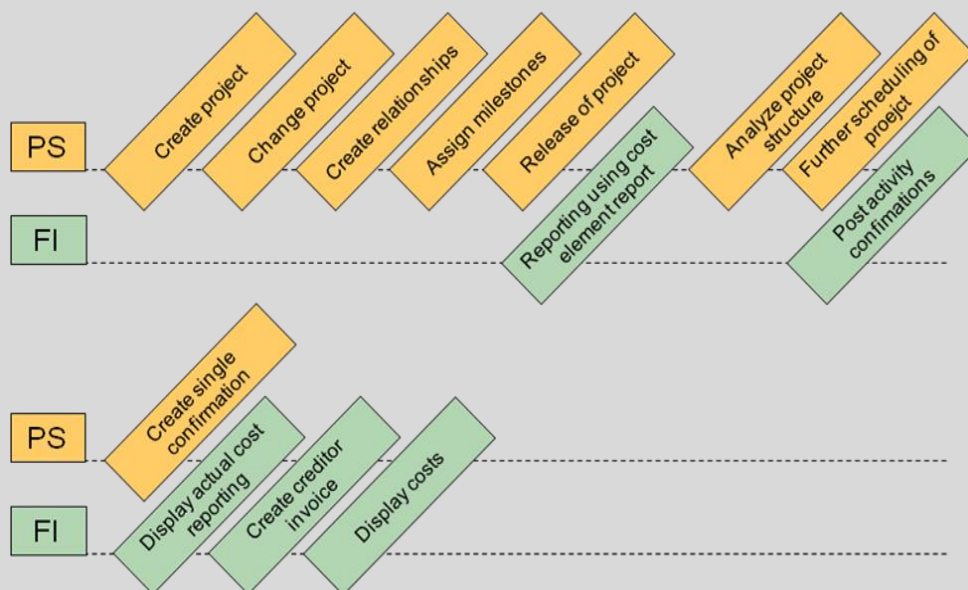 PS
Create project
Change project
Create relationships
Assign milestones
Release of project
Analyze project
structure
Further scheduling of
proejct
FI
Reporting using cost
element report
Post activity
confimations
PS
Create single
confirmation
FI
Display actual cost
reporting
Create creditor
invoice
Display costs